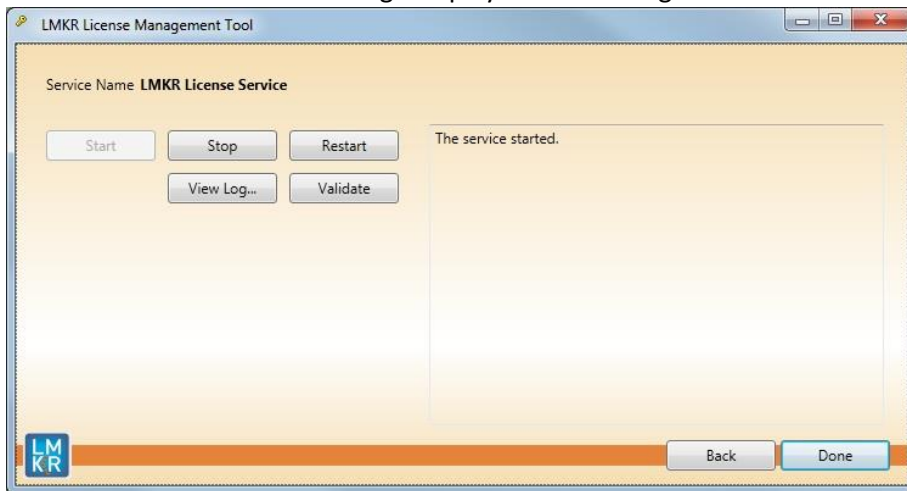 LMKR License Management Tool
Service Name LMKR License Service
Start Stop Restart
The service started.
View Log... Validate
LM
KR
Back Done